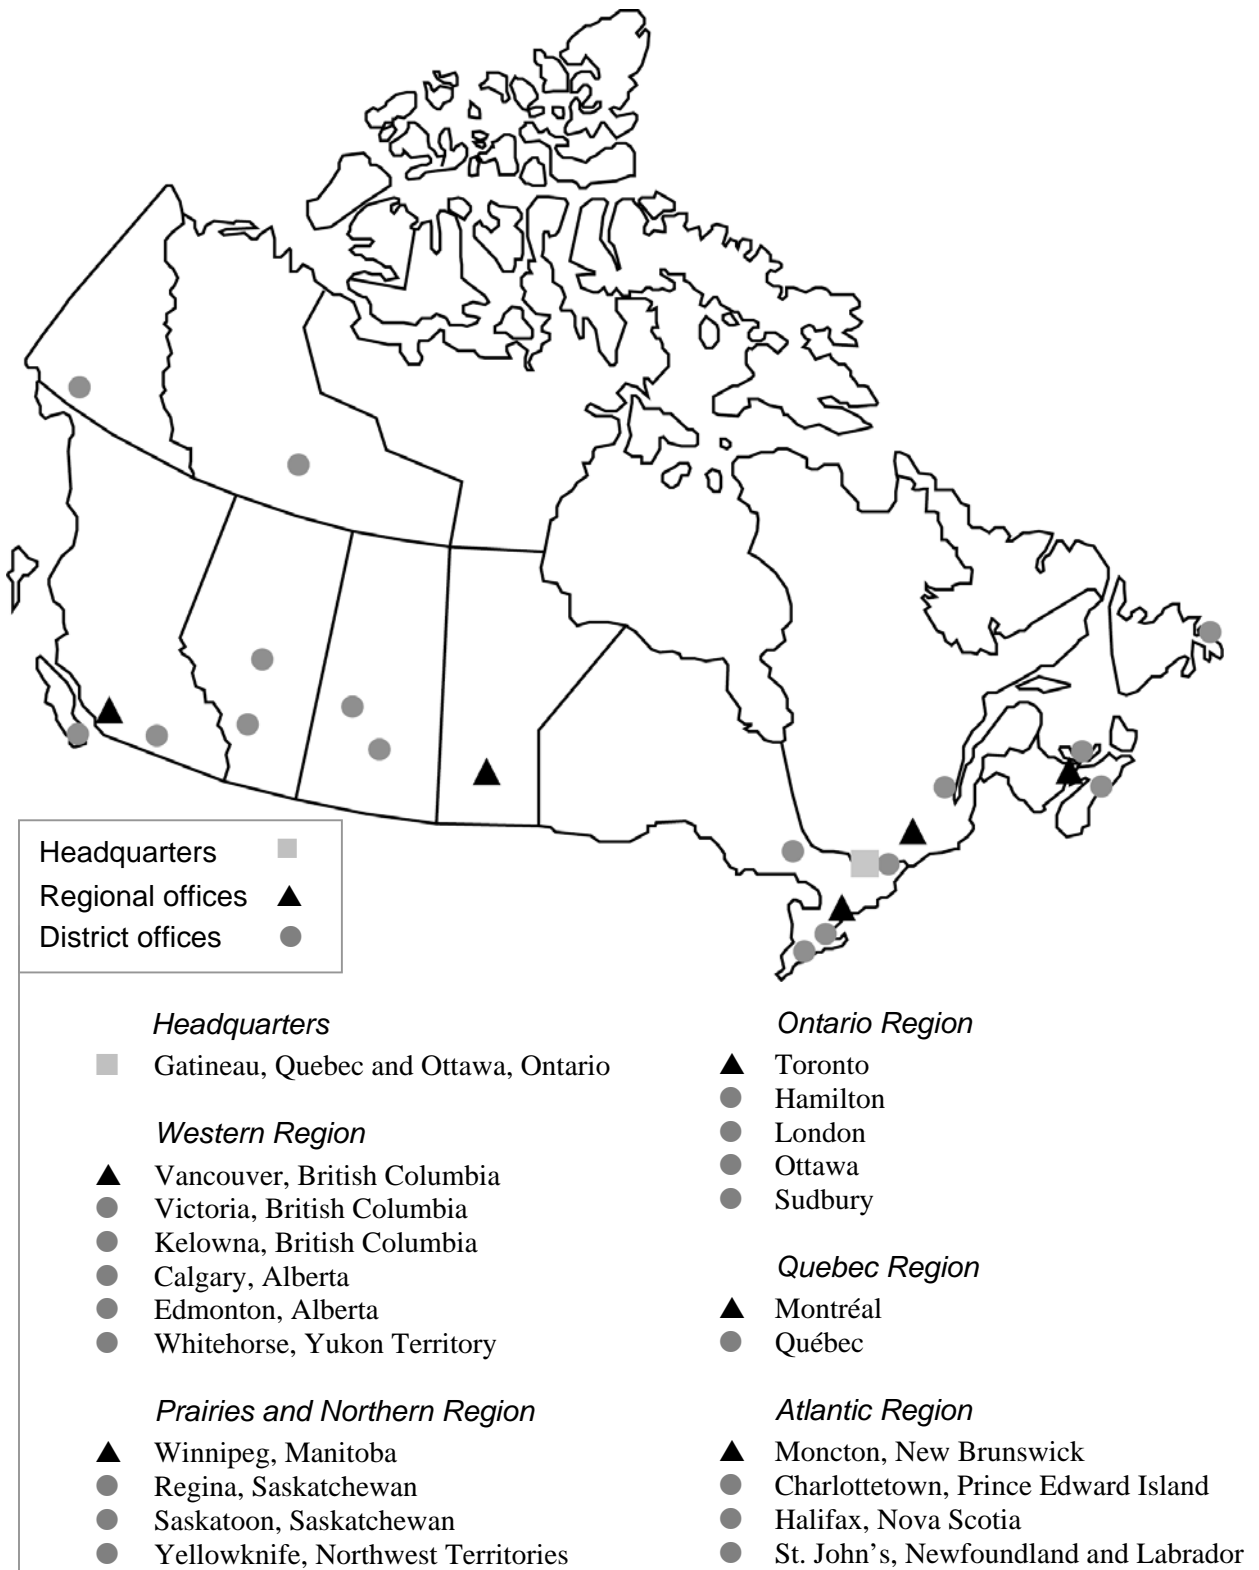 Headquarters
Regional offices
District offices
Headquarters
Gatineau, Quebec and Ottawa, Ontario
Western Region
Vancouver, British Columbia
Victoria, British Columbia
Kelowna, British Columbia
Calgary, Alberta
Edmonton, Alberta
Whitehorse, Yukon Territory
Prairies and Northern Region
Winnipeg, Manitoba
Regina, Saskatchewan
Saskatoon, Saskatchewan
Yellowknife, Northwest Territories
Ontario Region
Toronto
Hamilton
London
Ottawa
Sudbury
Quebec Region
Montréal
Québec
Atlantic Region
Moncton, New Brunswick
Charlottetown, Prince Edward Island
Halifax, Nova Scotia
St. John's, Newfoundland and Labrador